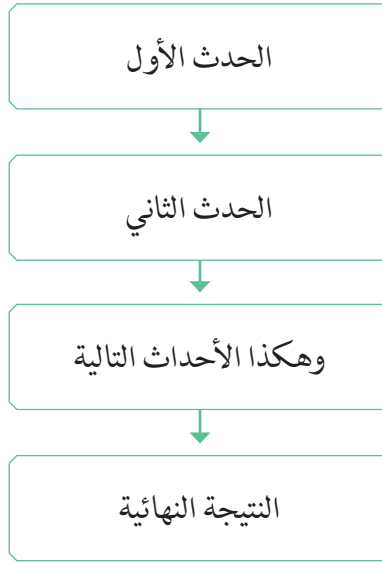 الحدث الأول
الحدث الثاني
وهكذا الأحداث التالية
النتيجة النهائية